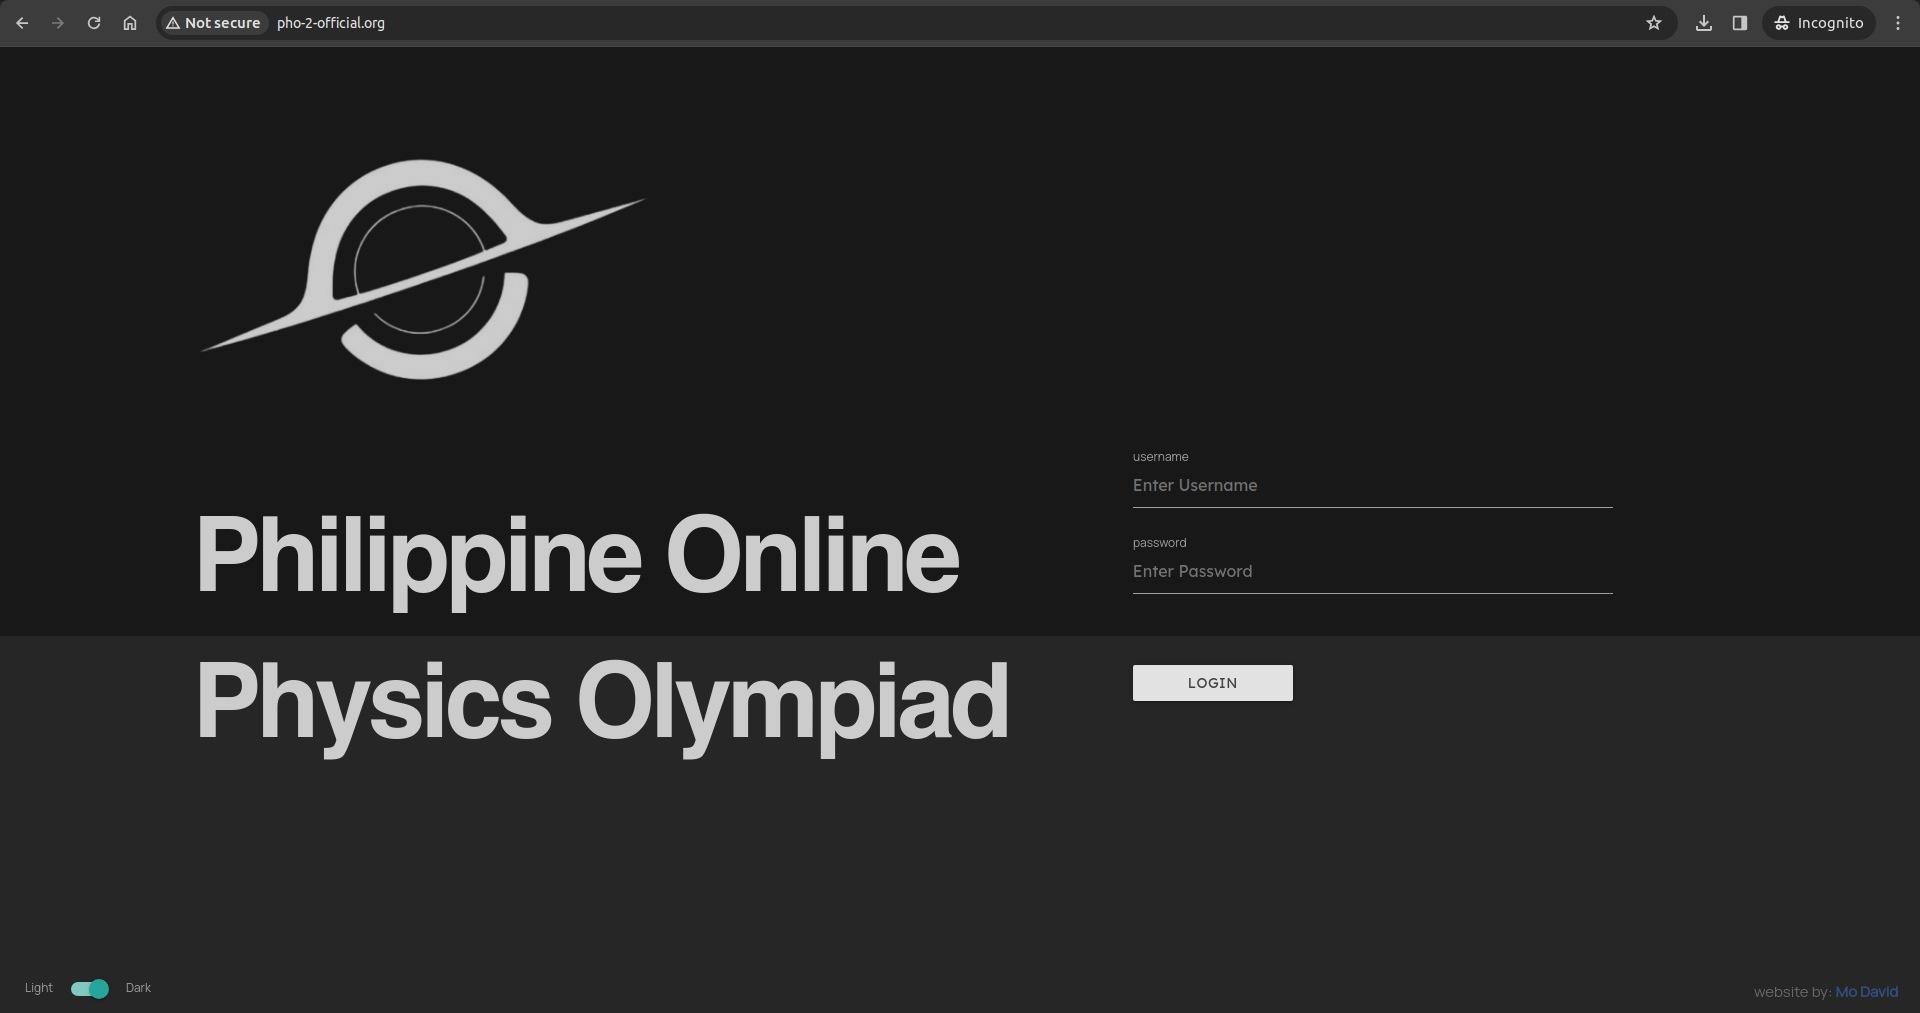 Not secure pho-2-official.org Incognito
username
Enter Username
password
Enter Password
Philippine Online
Physics Olympiad
LOGIN
Light Dark
website by: Mo David